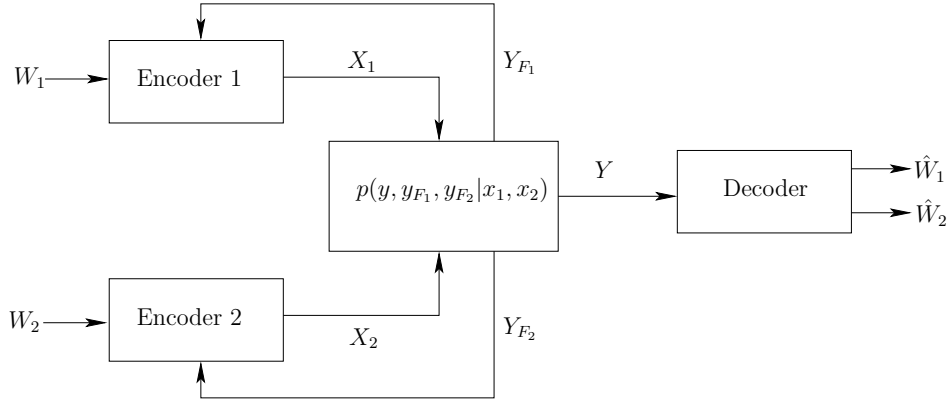 Y_{F_1}
X_1
W_1
Encoder 1
Y
\hat{W}_1
p(y, y_{F_1}, y_{F_2}|x_1, x_2)
Decoder
\hat{W}_2
W_2
Encoder 2
X_2
Y_{F_2}